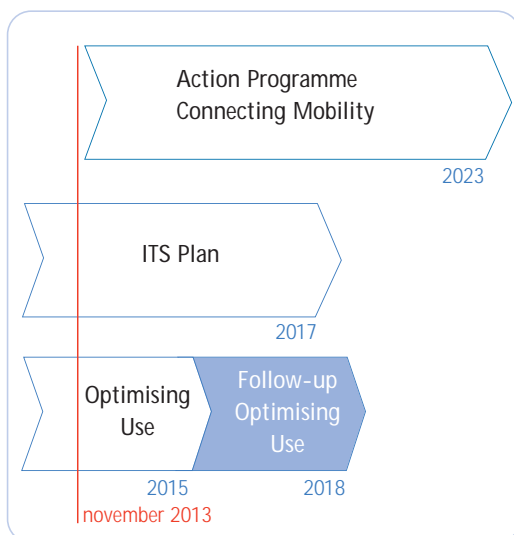 Action Programme
Connecting Mobility
2023
ITS Plan
2017
Optimising
Use
Follow-up
Optimising
Use
2015
2018
november 2013